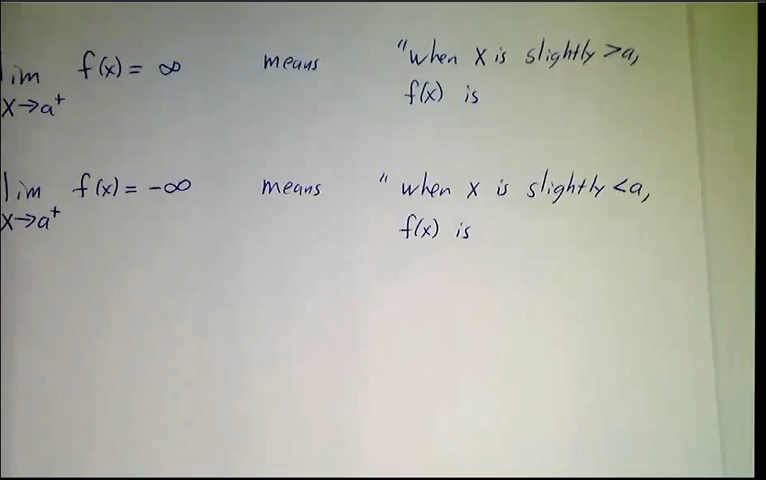 lim f(x) = ∞ means "when x is slightly >a,
x→a⁺ f(x) is
lim f(x) = -∞ means "when x is slightly <a,
x→a⁺ f(x) is